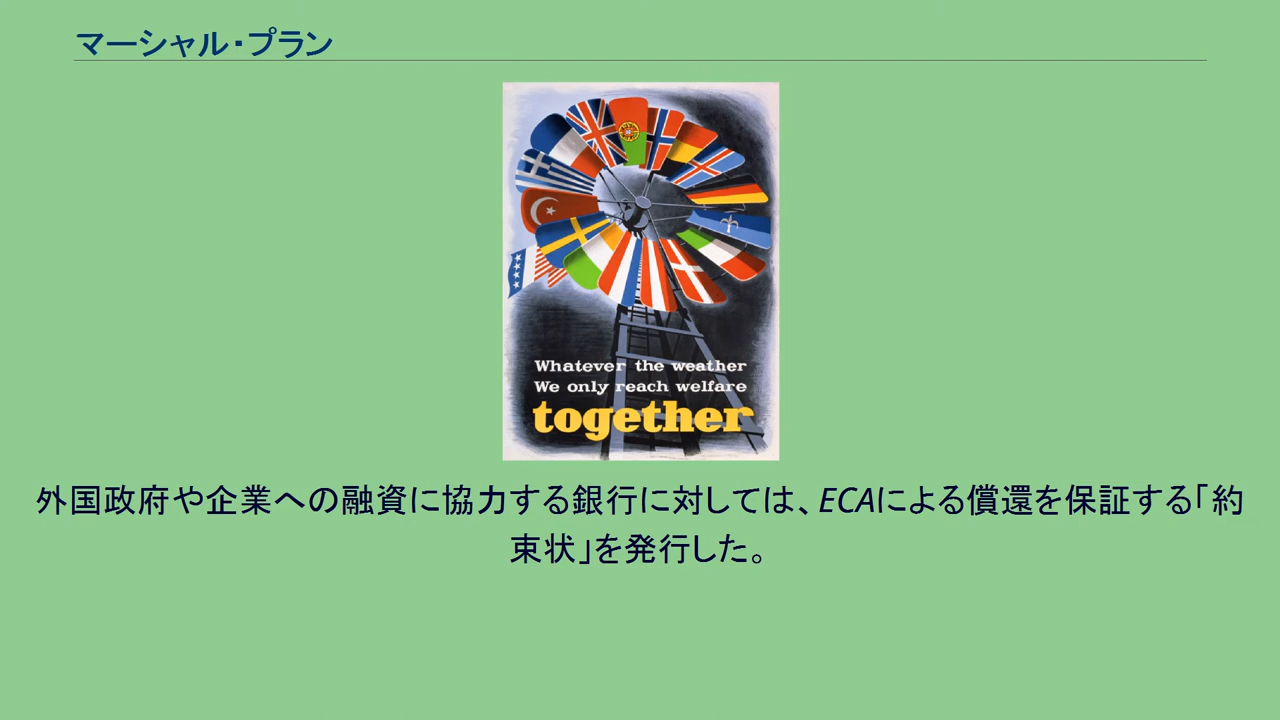 マーシャル・プラン
Whatever the weather
We only reach welfare
together
外国政府や企業への融資に協力する銀行に対しては、ECAによる償還を保証する「約
束状」を発行した。